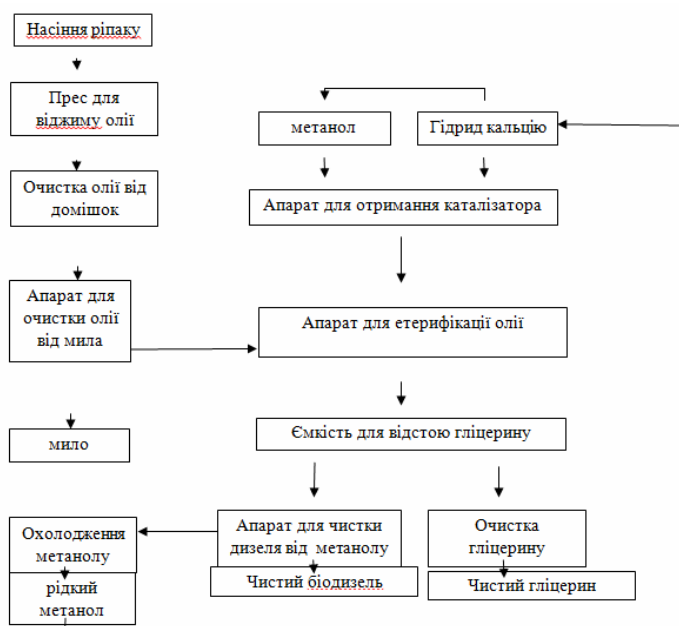 Насіння ріпаку
Прес для
віджиму олії
метанол
Гідрид кальцію
Очистка олії від
домішок
Апарат для отримання каталізатора
Апарат для
очистки олії
від мила
Апарат для етерифікації олії
мило
Ємкість для відстою гліцерину
Охолодження
метанолу
Апарат для чистки
дизеля від метанолу
Очистка
гліцерину
рідкий
метанол
Чистий біодизель
Чистий гліцерин